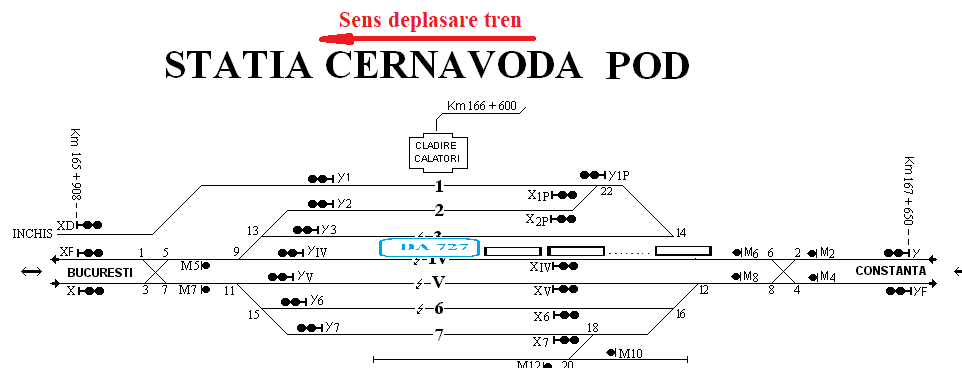 Sens deplasare tren
STATIA CERNAVODA POD
Km 166 + 600
CLADIRE
CALATORI
Km 165 + 908
Km 167 + 650
Y1
1
Y1P
22
X1P
XD
INCHIS
Y2
2
X2P
13
Y3
3
14
XF
1
5
9
YIV
DA 727
IV
M6
6
2
M2
Y
BUCURESTI
M5
XIV
CONSTANTA
YV
V
M8
M4
X
3
7
M7
11
XV
12
8
4
YF
15
Y6
6
X6
16
Y7
7
X7
18
M10
M12
20